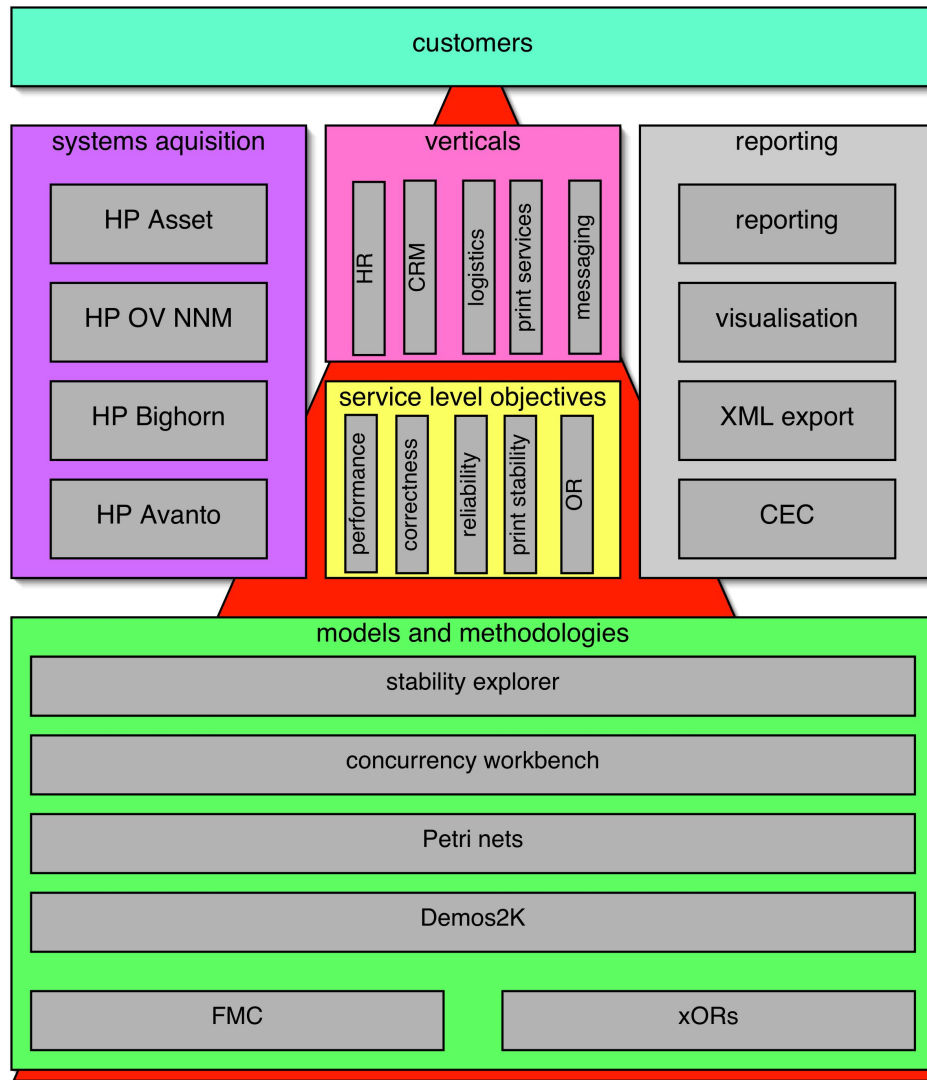 customers
systems aquisition
HP Asset
HP OV NNM
HP Bighorn
HP Avanto
verticals
HR
CRM
logistics
print services
messaging
service level objectives
performance
correctness
reliability
print stability
OR
reporting
reporting
visualisation
XML export
CEC
models and methodologies
stability explorer
concurrency workbench
Petri nets
Demos2K
FMC
xORs